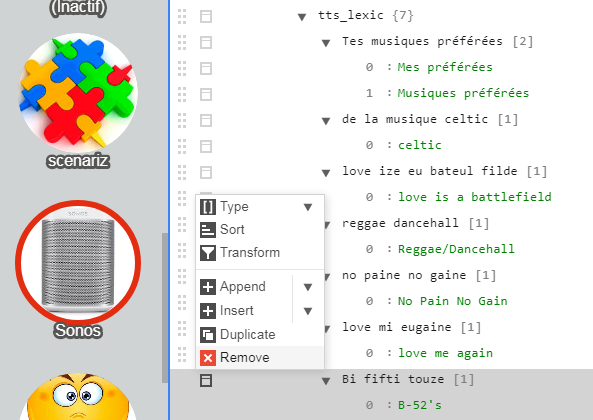 (Inactif)
scenariz
SONOS
Sonos
tts_lexic {7}
Tes musiques préférées [2]
0 : Mes préférées
1 : Musiques préférées
de la musique celtic [1]
0 : celtic
love ize eu bateul filde [1]
0 : love is a battlefield
reggae dancehall [1]
0 : Reggae/Dancehall
no paine no gaine [1]
0 : No Pain No Gain
love mi eugaine [1]
0 : love me again
Bi fifti touze [1]
0 : B-52's
Type
Sort
Transform
Append
Insert
Duplicate
Remove